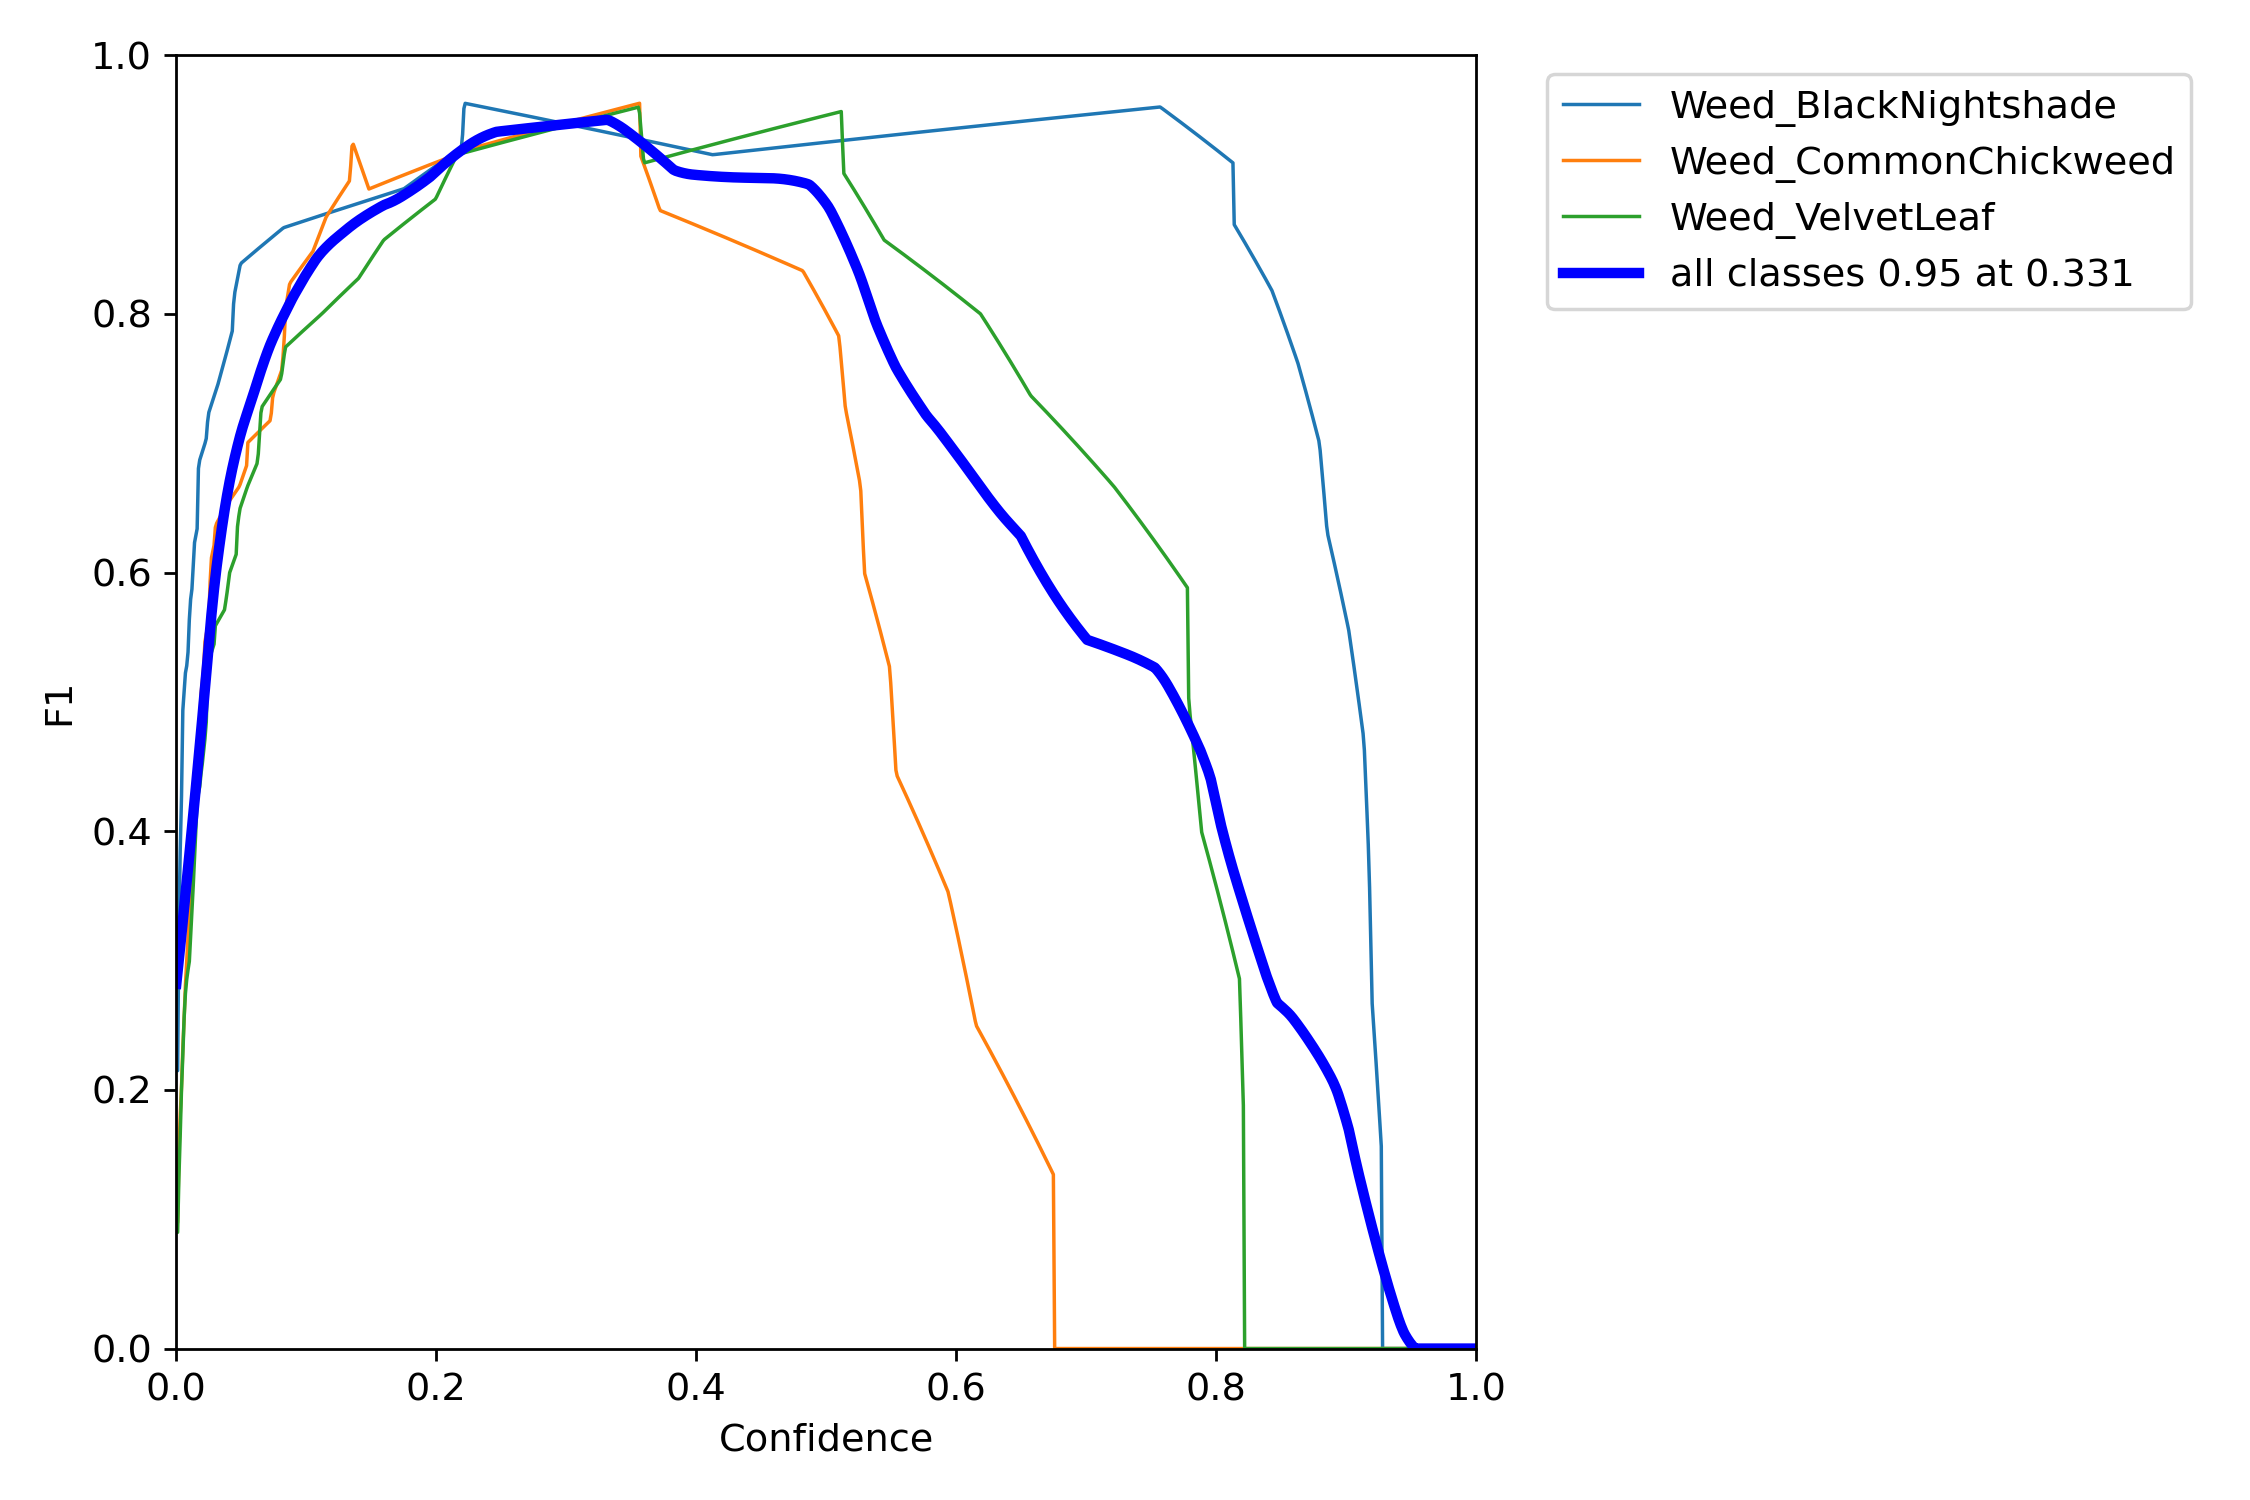 1.0
0.8
0.6
0.4
0.2
0.0
F1
0.0 0.2 0.4 0.6 0.8 1.0
Confidence
Weed_BlackNightshade
Weed_CommonChickweed
Weed_VelvetLeaf
all classes 0.95 at 0.331